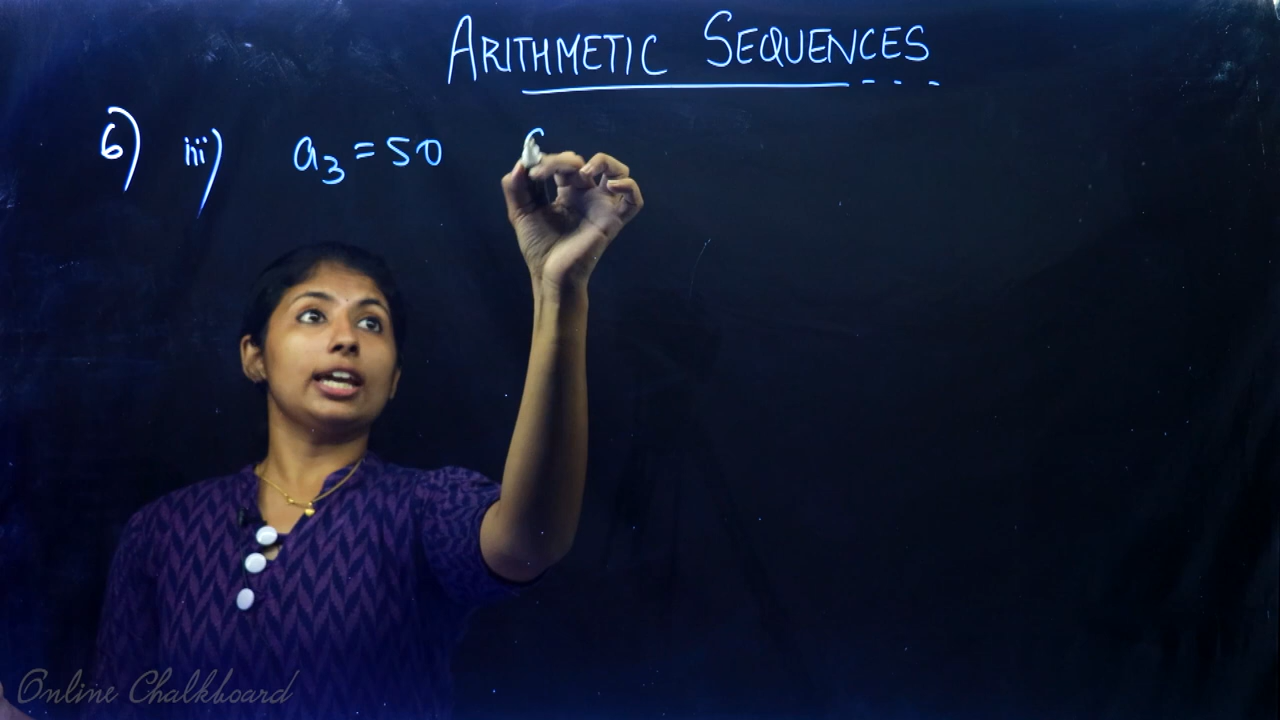 ARITHMETIC SEQUENCES
6) iii) a₃ = 50
Online Chalkboard